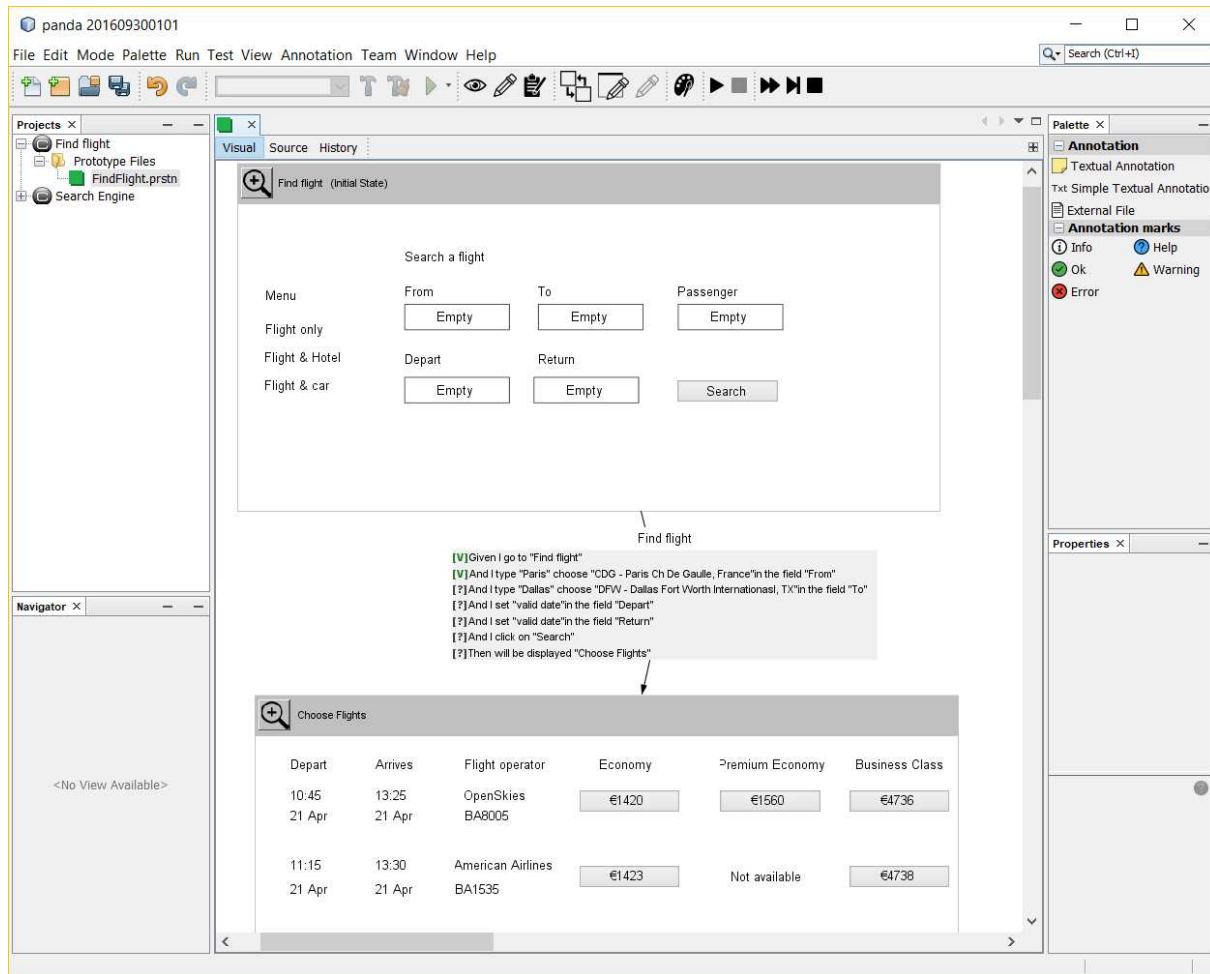 panda 201609300101
File Edit Mode Palette Run Test View Annotation Team Window Help
Search (Ctrl+I)
Projects
Find flight
Prototype Files
FindFlight.prstn
Search Engine
Navigator
<No View Available>
Visual Source History
Find flight (Initial State)
Search a flight
Menu
Flight only
Flight & Hotel
Flight & car
From To Passenger
Empty Empty Empty
Depart Return
Empty Empty Search
Find flight
[V]Given I go to "Find flight"
[V]And I type "Paris" choose "CDG - Paris Ch De Gaulle, France"in the field "From"
[?]And I type "Dallas" choose "DFW - Dallas Fort Worth Internationasl, TX"in the field "To"
[?]And I set "valid date"in the field "Depart"
[?]And I set "valid date"in the field "Return"
[?]And I click on "Search"
[?]Then will be displayed "Choose Flights"
Choose Flights
Depart Arrives Flight operator Economy Premium Economy Business Class
10:45 13:25 OpenSkies €1420 €1560 €4736
21 Apr 21 Apr BA8005
11:15 13:30 American Airlines €1423 Not available €4738
21 Apr 21 Apr BA1535
Palette
Annotation
Textual Annotation
Txt Simple Textual Annotatio
External File
Annotation marks
Info Help
Ok Warning
Error
Properties